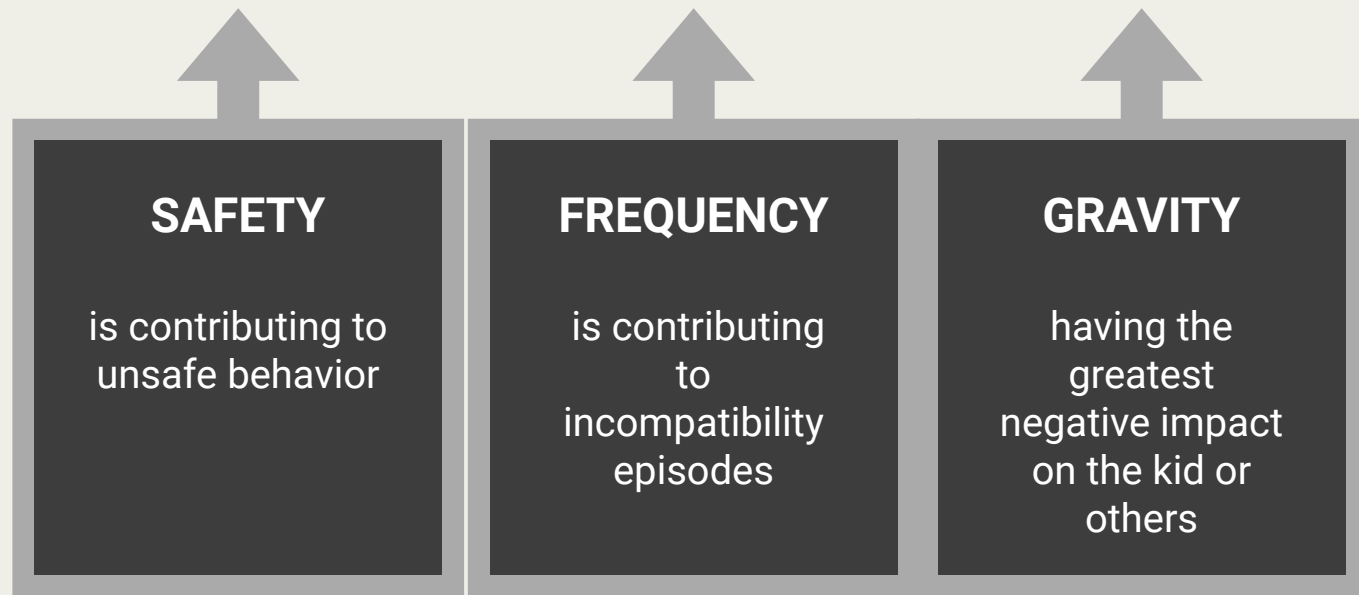 SAFETY
is contributing to
unsafe behavior
FREQUENCY
is contributing
to
incompatibility
episodes
GRAVITY
having the
greatest
negative impact
on the kid or
others